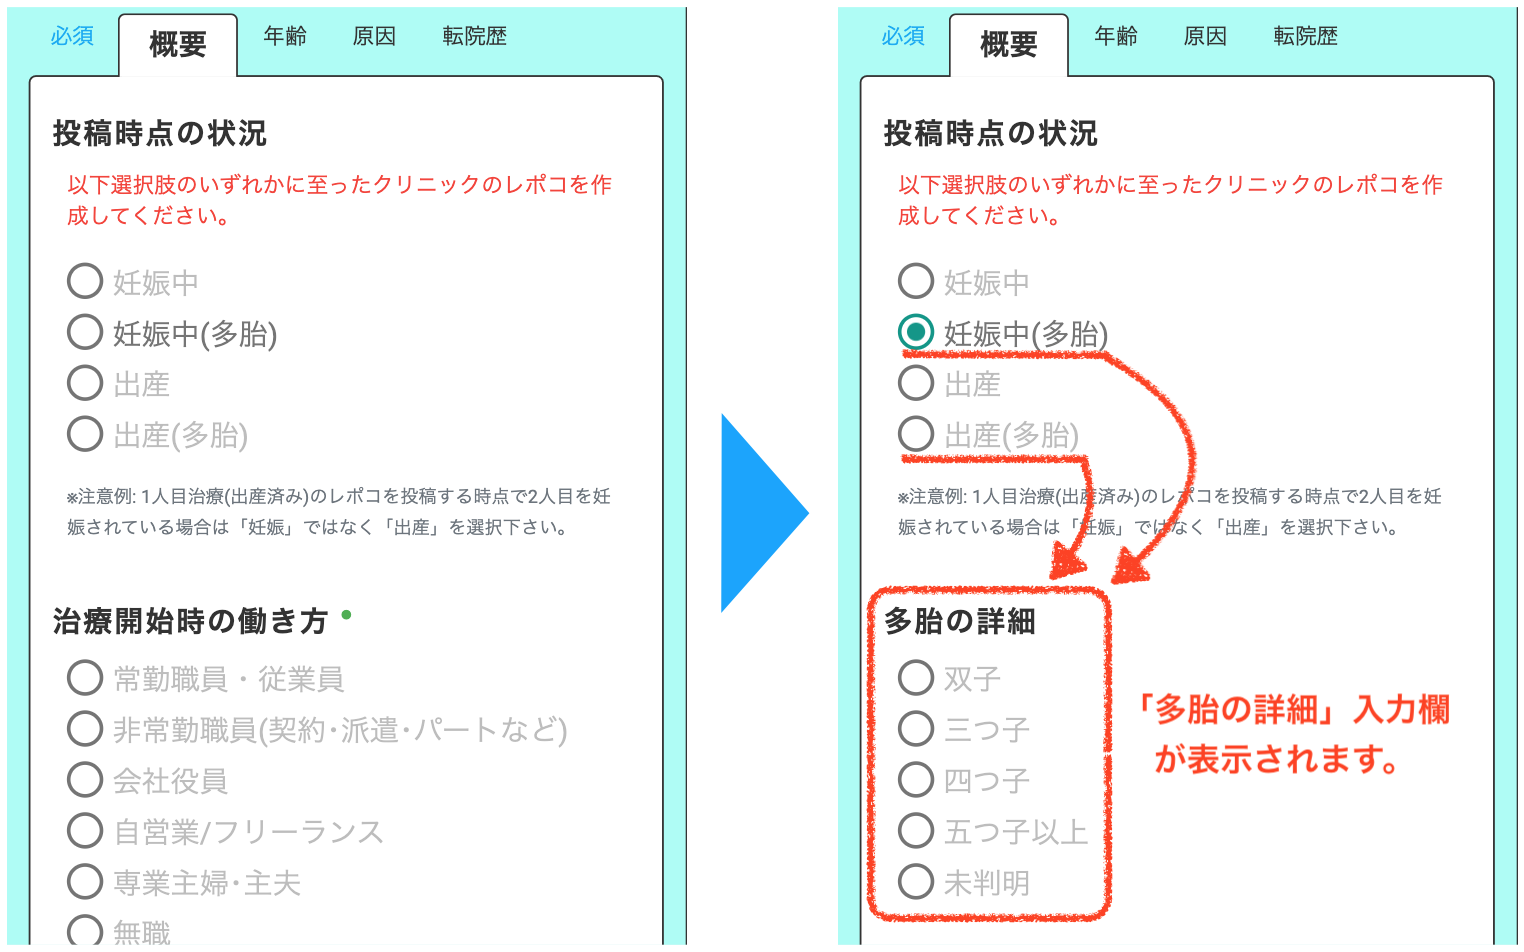 必須
概要
年齢
原因
転院歴
投稿時点の状況
以下選択肢のいずれかに至ったクリニックのレポコを作
成してください。
妊娠中
妊娠中(多胎)
出産
出産(多胎)
※注意例: 1人目治療(出産済み)のレポコを投稿する時点で2人目を妊
娠されている場合は「妊娠」ではなく「出産」を選択下さい。
治療開始時の働き方
常勤職員・従業員
非常勤職員(契約･派遣･パートなど)
会社役員
自営業/フリーランス
専業主婦･主夫
無職
必須
概要
年齢
原因
転院歴
投稿時点の状況
以下選択肢のいずれかに至ったクリニックのレポコを作
成してください。
妊娠中
妊娠中(多胎)
出産
出産(多胎)
※注意例: 1人目治療(出産済み)のレポコを投稿する時点で2人目を妊
娠されている場合は「妊娠」ではなく「出産」を選択下さい。
多胎の詳細
双子
三つ子
四つ子
五つ子以上
未判明
「多胎の詳細」入力欄
が表示されます。